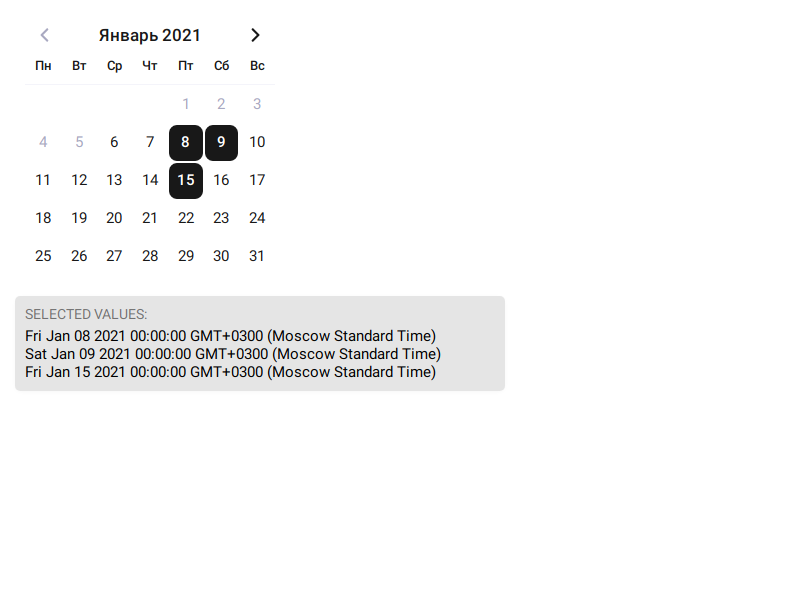 Январь 2021
Пн Вт Ср Чт Пт Сб Вс
1 2 3
4 5 6 7 8 9 10
11 12 13 14 15 16 17
18 19 20 21 22 23 24
25 26 27 28 29 30 31
SELECTED VALUES:
Fri Jan 08 2021 00:00:00 GMT+0300 (Moscow Standard Time)
Sat Jan 09 2021 00:00:00 GMT+0300 (Moscow Standard Time)
Fri Jan 15 2021 00:00:00 GMT+0300 (Moscow Standard Time)